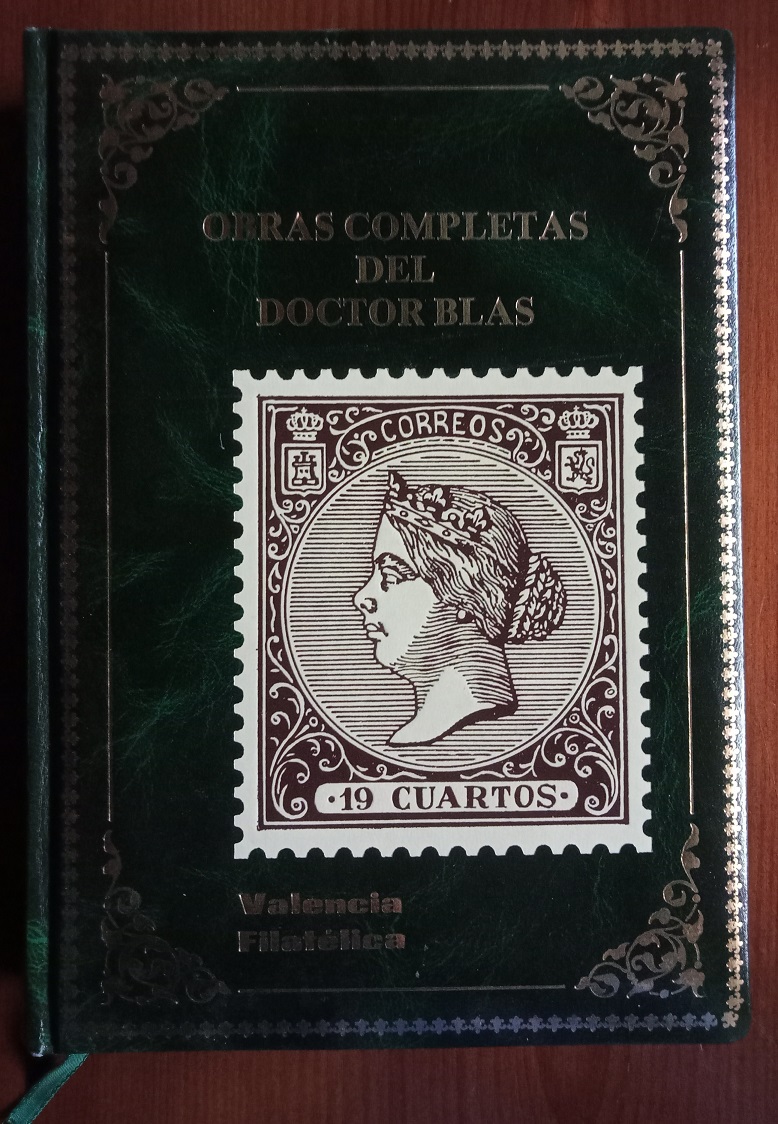 OBRAS COMPLETAS
DEL
DOCTOR BLAS
CORREOS
·19 CUARTOS·
Valencia
Filatélica